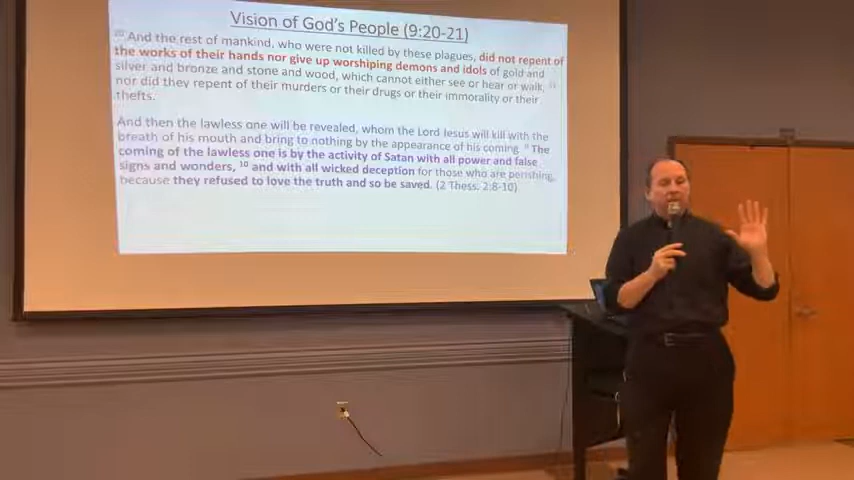 Vision of God's People (9:20-21)
20 And the rest of mankind, who were not killed by these plagues, did not repent of
the works of their hands nor give up worshiping demons and idols of gold and
silver and bronze and stone and wood, which cannot either see or hear or walk, 21
nor did they repent of their murders or their drugs or their immorality or their
thefts.
And then the lawless one will be revealed, whom the Lord Jesus will kill with the
breath of his mouth and bring to nothing by the appearance of his coming. 9 The
coming of the lawless one is by the activity of Satan with all power and false
signs and wonders, 10 and with all wicked deception for those who are perishing,
because they refused to love the truth and so be saved. (2 Thess. 2:8-10)